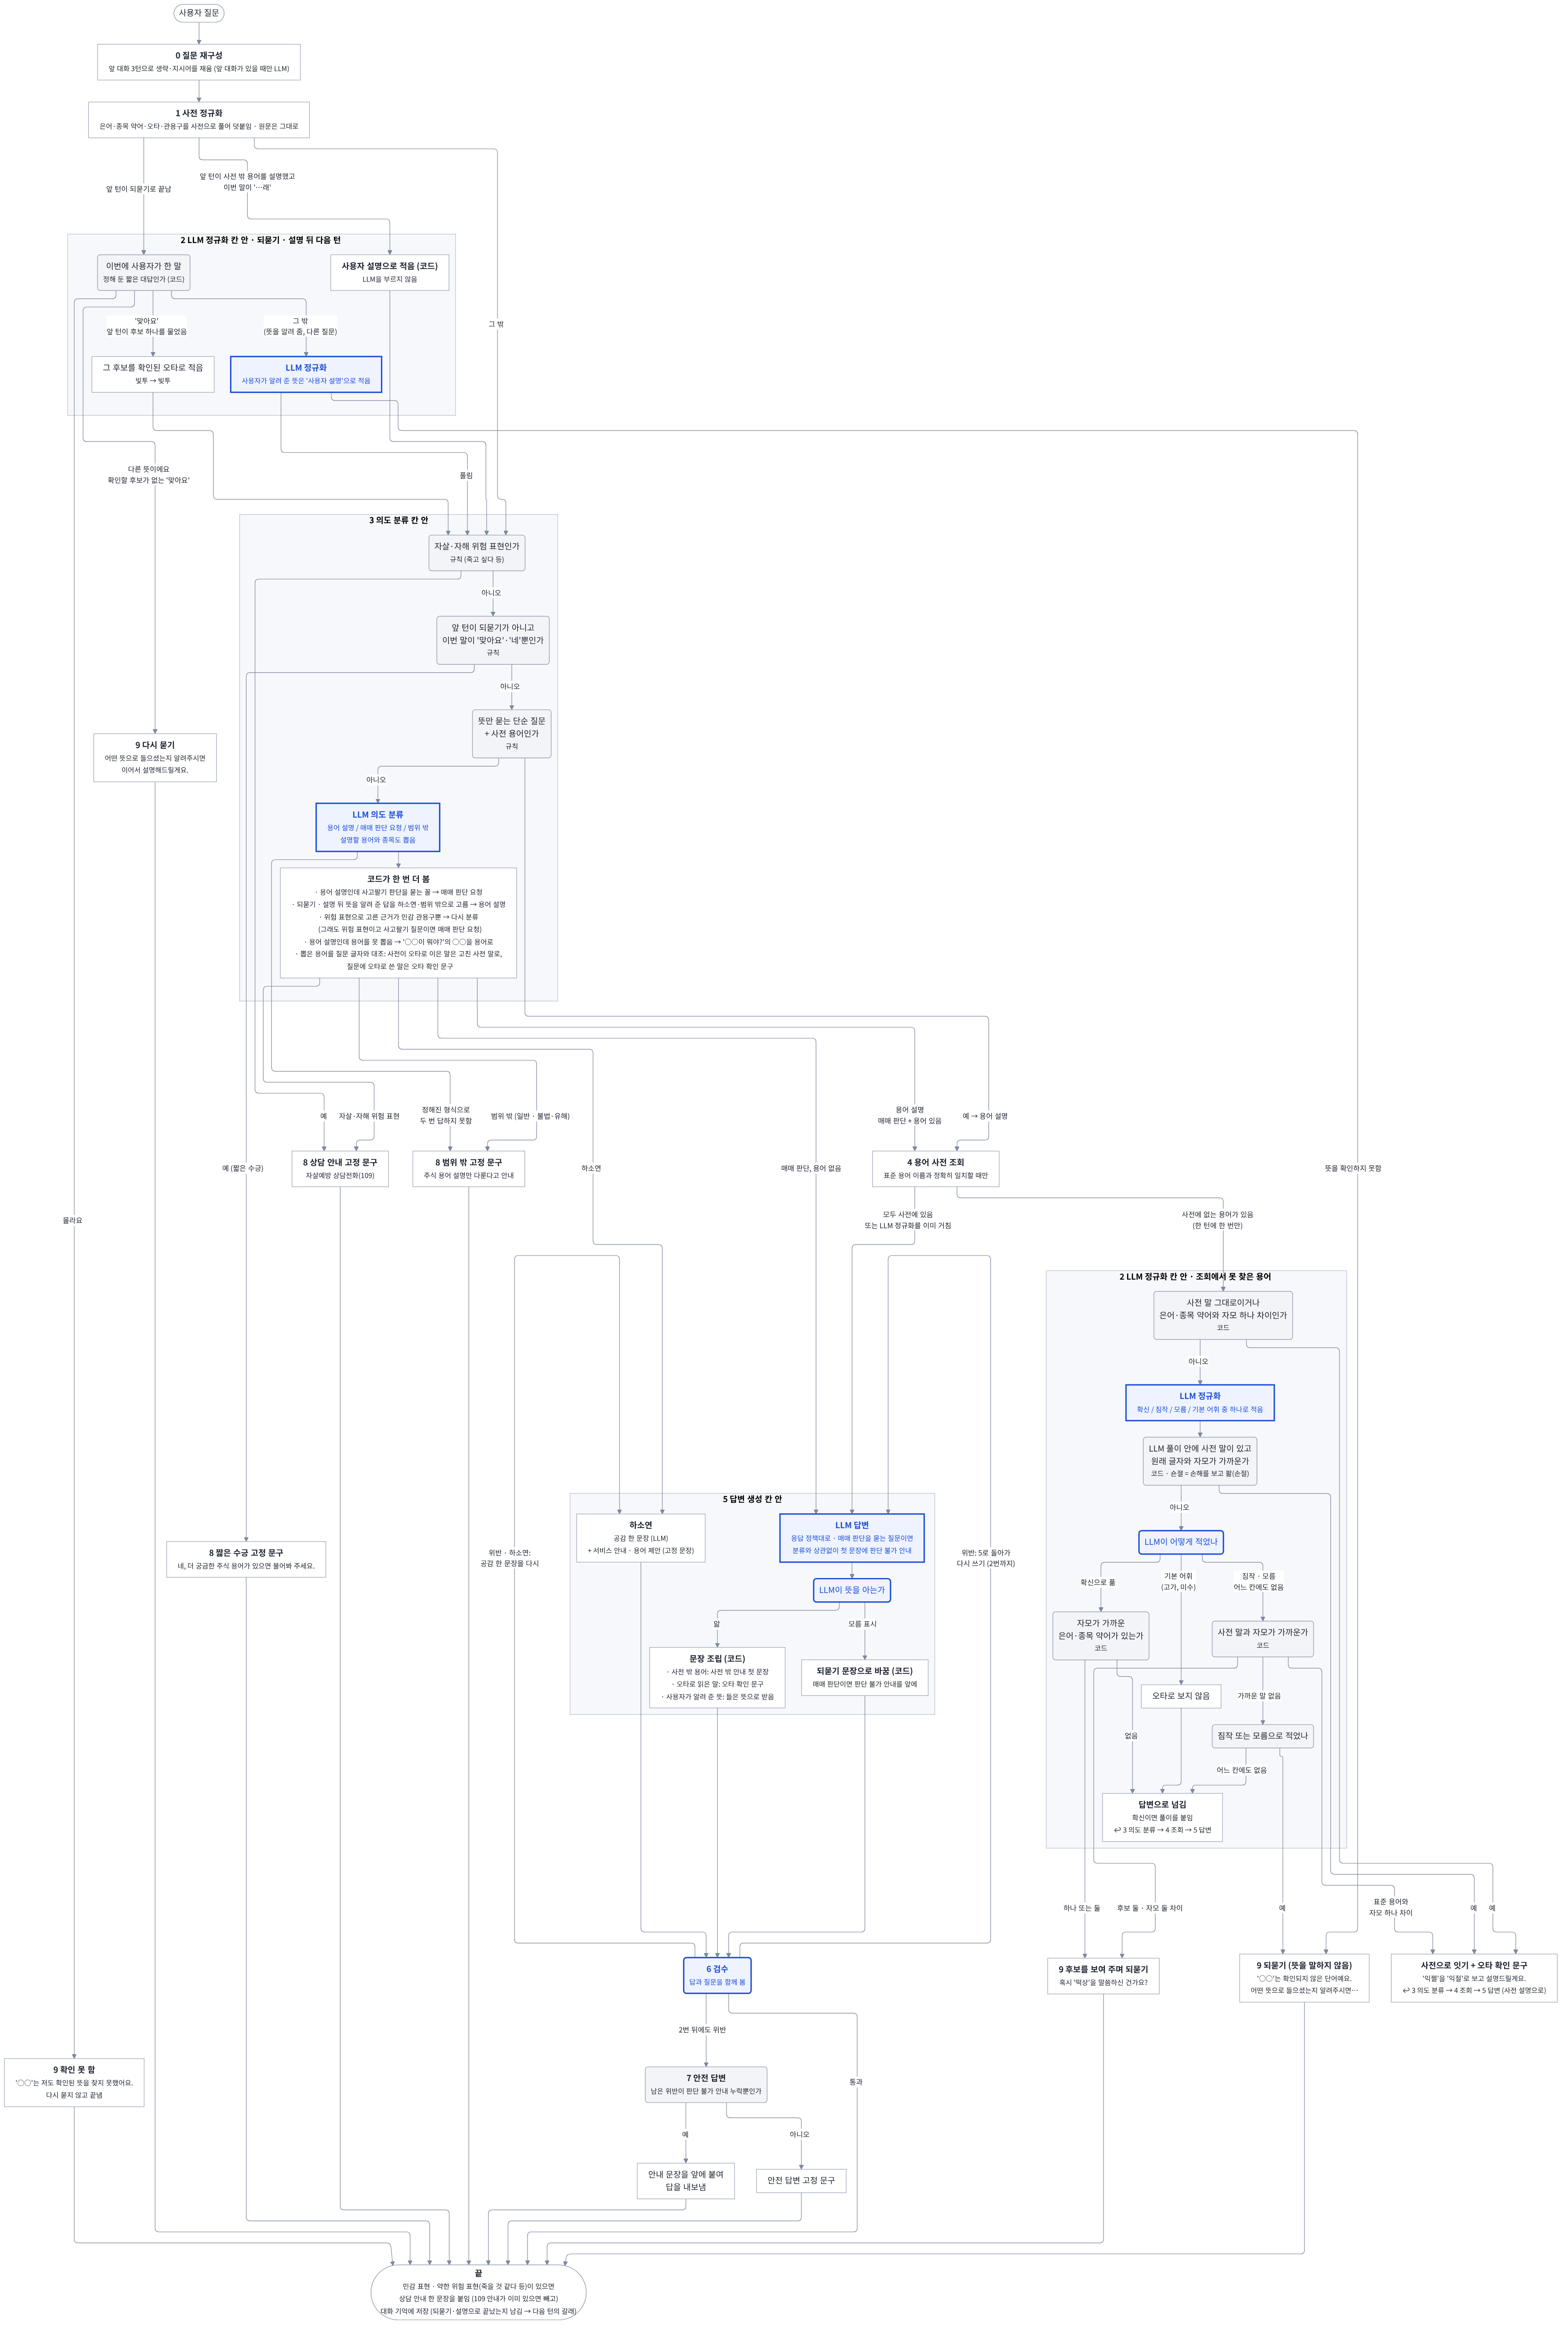 사용자 질문
0 질문 재구성
앞 대화 3턴으로 생략·지시어를 채움 (앞 대화가 있을 때만 LLM)
1 사전 정규화
은어·종목 약어·오타·관용구를 사전으로 풀어 덧붙임 · 원문은 그대로
앞 턴이 되묻기로 끝남
앞 턴이 사전 밖 용어를 설명했고
이번 말이 '…래'
그 밖
2 LLM 정규화 칸 안 · 되묻기 · 설명 뒤 다음 턴
이번에 사용자가 한 말
정해 둔 짧은 대답인가 (코드)
사용자 설명으로 적음 (코드)
LLM을 부르지 않음
'맞아요'
앞 턴이 후보 하나를 물었음
그 밖
(뜻을 알려 줌, 다른 질문)
그 후보를 확인된 오타로 적음
빛투 → 빚투
LLM 정규화
사용자가 알려 준 뜻은 '사용자 설명'으로 적음
다른 뜻이에요
확인할 후보가 없는 '맞아요'
풀림
3 의도 분류 칸 안
자살·자해 위험 표현인가
규칙 (죽고 싶다 등)
아니오
앞 턴이 되묻기가 아니고
이번 말이 '맞아요'·'네'뿐인가
규칙
아니오
뜻만 묻는 단순 질문
+ 사전 용어인가
규칙
아니오
9 다시 묻기
어떤 뜻으로 들으셨는지 알려주시면
이어서 설명해드릴게요.
LLM 의도 분류
용어 설명 / 매매 판단 요청 / 범위 밖
설명할 용어와 종목도 뽑음
코드가 한 번 더 봄
· 용어 설명인데 사고팔기 판단을 묻는 꼴 → 매매 판단 요청
· 되묻기 · 설명 뒤 뜻을 알려 준 답을 하소연·범위 밖으로 고름 → 용어 설명
· 위험 표현으로 고른 근거가 민감 관용구뿐 → 다시 분류
(그래도 위험 표현이고 사고팔기 질문이면 매매 판단 요청)
· 용어 설명인데 용어를 못 뽑음 → '○○이 뭐야?'의 ○○을 용어로
· 뽑은 용어를 질문 글자와 대조: 사전이 오타로 이은 말은 고친 사전 말로,
질문에 오타로 쓴 말은 오타 확인 문구
예
자살·자해 위험 표현
정해진 형식으로
두 번 답하지 못함
범위 밖 (일반 · 불법·유해)
용어 설명
매매 판단 + 용어 있음
예 → 용어 설명
예 (짧은 수긍)
하소연
매매 판단, 용어 없음
뜻을 확인하지 못함
몰라요
8 상담 안내 고정 문구
자살예방 상담전화(109)
8 범위 밖 고정 문구
주식 용어 설명만 다룬다고 안내
4 용어 사전 조회
표준 용어 이름과 정확히 일치할 때만
모두 사전에 있음
또는 LLM 정규화를 이미 거침
사전에 없는 용어가 있음
(한 턴에 한 번만)
2 LLM 정규화 칸 안 · 조회에서 못 찾은 용어
사전 말 그대로이거나
은어·종목 약어와 자모 하나 차이인가
코드
아니오
LLM 정규화
확신 / 짐작 / 모름 / 기본 어휘 중 하나로 적음
LLM 풀이 안에 사전 말이 있고
원래 글자와 자모가 가까운가
코드 · 손젤 = 손해를 보고 팖(손절)
아니오
LLM이 어떻게 적었나
확신으로 풂
기본 어휘
(고가, 미수)
짐작 · 모름
어느 칸에도 없음
자모가 가까운
은어·종목 약어가 있는가
코드
사전 말과 자모가 가까운가
코드
오타로 보지 않음
가까운 말 없음
없음
짐작 또는 모름으로 적었나
어느 칸에도 없음
답변으로 넘김
확신이면 풀이를 붙임
↩ 3 의도 분류 → 4 조회 → 5 답변
5 답변 생성 칸 안
하소연
공감 한 문장 (LLM)
+ 서비스 안내 · 용어 제안 (고정 문장)
LLM 답변
응답 정책대로 · 매매 판단을 묻는 질문이면
분류와 상관없이 첫 문장에 판단 불가 안내
LLM이 뜻을 아는가
앎
모름 표시
문장 조립 (코드)
· 사전 밖 용어: 사전 밖 안내 첫 문장
· 오타로 읽은 말: 오타 확인 문구
· 사용자가 알려 준 뜻: 들은 뜻으로 받음
되묻기 문장으로 바꿈 (코드)
매매 판단이면 판단 불가 안내를 앞에
위반 · 하소연:
공감 한 문장을 다시
위반: 5로 돌아가
다시 쓰기 (2번까지)
8 짧은 수긍 고정 문구
네, 더 궁금한 주식 용어가 있으면 물어봐 주세요.
하나 또는 둘
후보 둘 · 자모 둘 차이
예
표준 용어와
자모 하나 차이
예
예
6 검수
답과 질문을 함께 봄
9 후보를 보여 주며 되묻기
혹시 '떡상'을 말씀하신 건가요?
9 되묻기 (뜻을 말하지 않음)
'○○'는 확인되지 않은 단어예요.
어떤 뜻으로 들으셨는지 알려주시면…
사전으로 잇기 + 오타 확인 문구
'익쩔'을 '익절'로 보고 설명드릴게요.
↩ 3 의도 분류 → 4 조회 → 5 답변 (사전 설명으로)
2번 뒤에도 위반
통과
9 확인 못 함
'○○'는 저도 확인된 뜻을 찾지 못했어요.
다시 묻지 않고 끝냄
7 안전 답변
남은 위반이 판단 불가 안내 누락뿐인가
예
아니오
안내 문장을 앞에 붙여
답을 내보냄
안전 답변 고정 문구
끝
민감 표현 · 약한 위험 표현(죽을 것 같다 등)이 있으면
상담 안내 한 문장을 붙임 (109 안내가 이미 있으면 빼고)
대화 기억에 저장 (되묻기·설명으로 끝났는지 남김 → 다음 턴의 갈래)